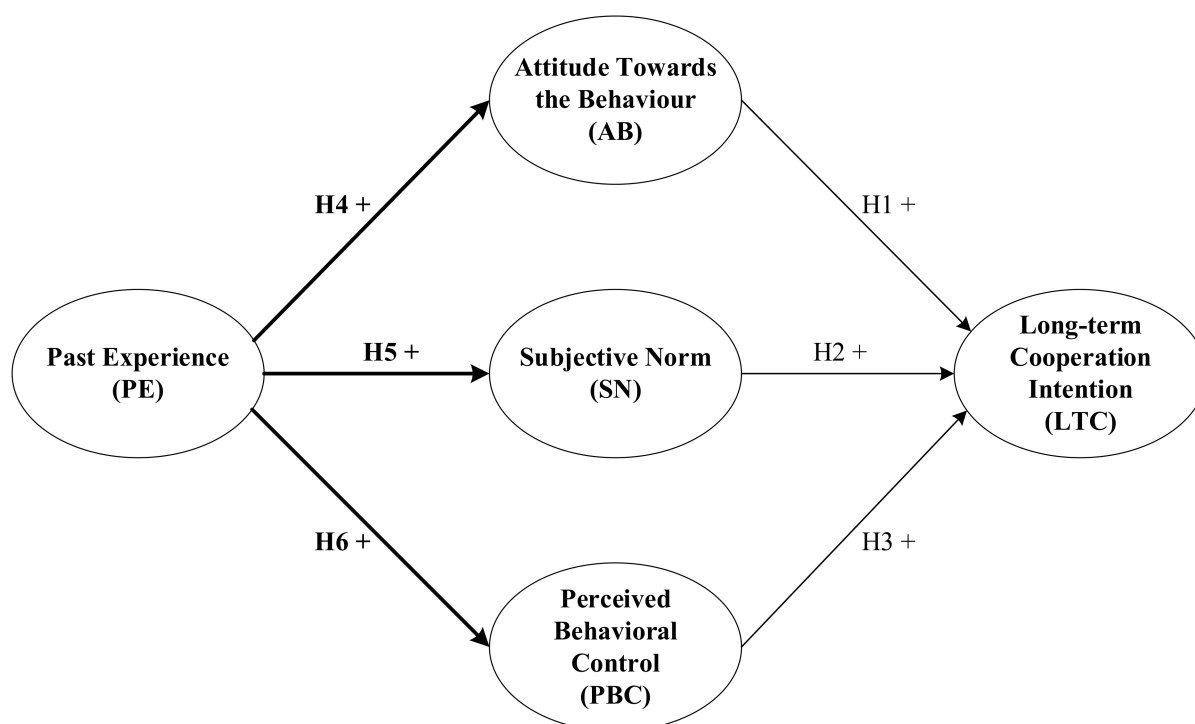 Attitude Towards
the Behaviour
(AB)
H4 +
H1 +
Past Experience
(PE)
H5 +
Subjective Norm
(SN)
H2 +
Long-term
Cooperation
Intention
(LTC)
H6 +
H3 +
Perceived
Behavioral
Control
(PBC)